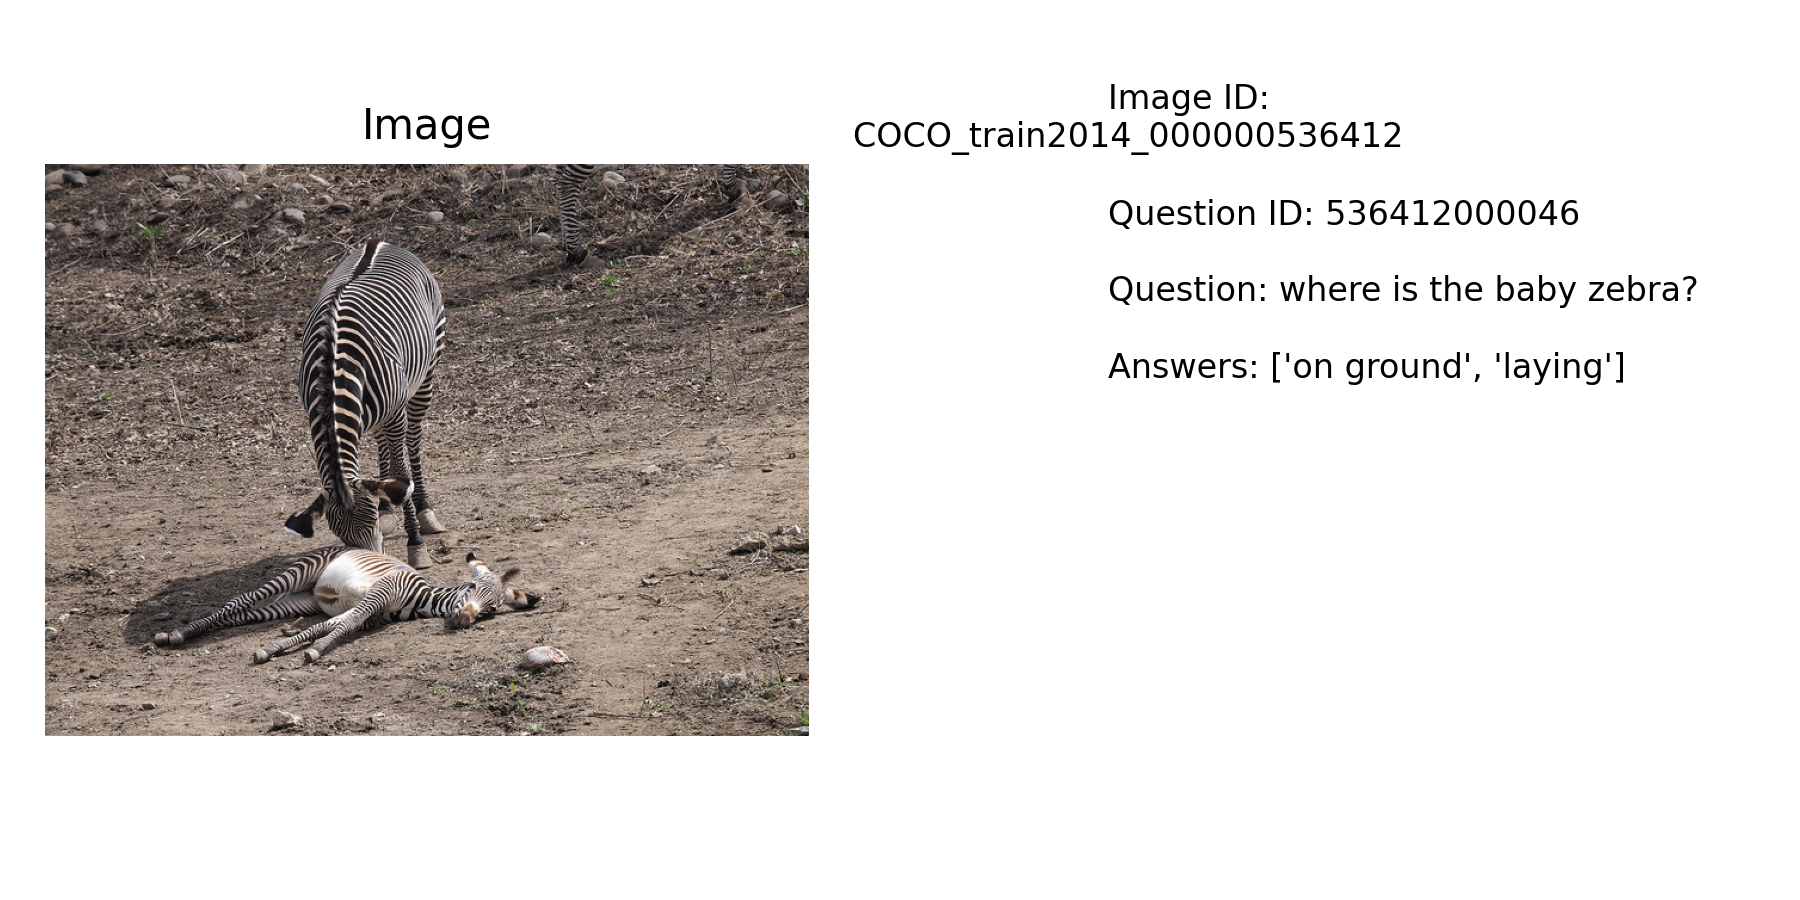 Image
Image ID:
COCO_train2014_000000536412
Question ID: 536412000046
Question: where is the baby zebra?
Answers: ['on ground', 'laying']